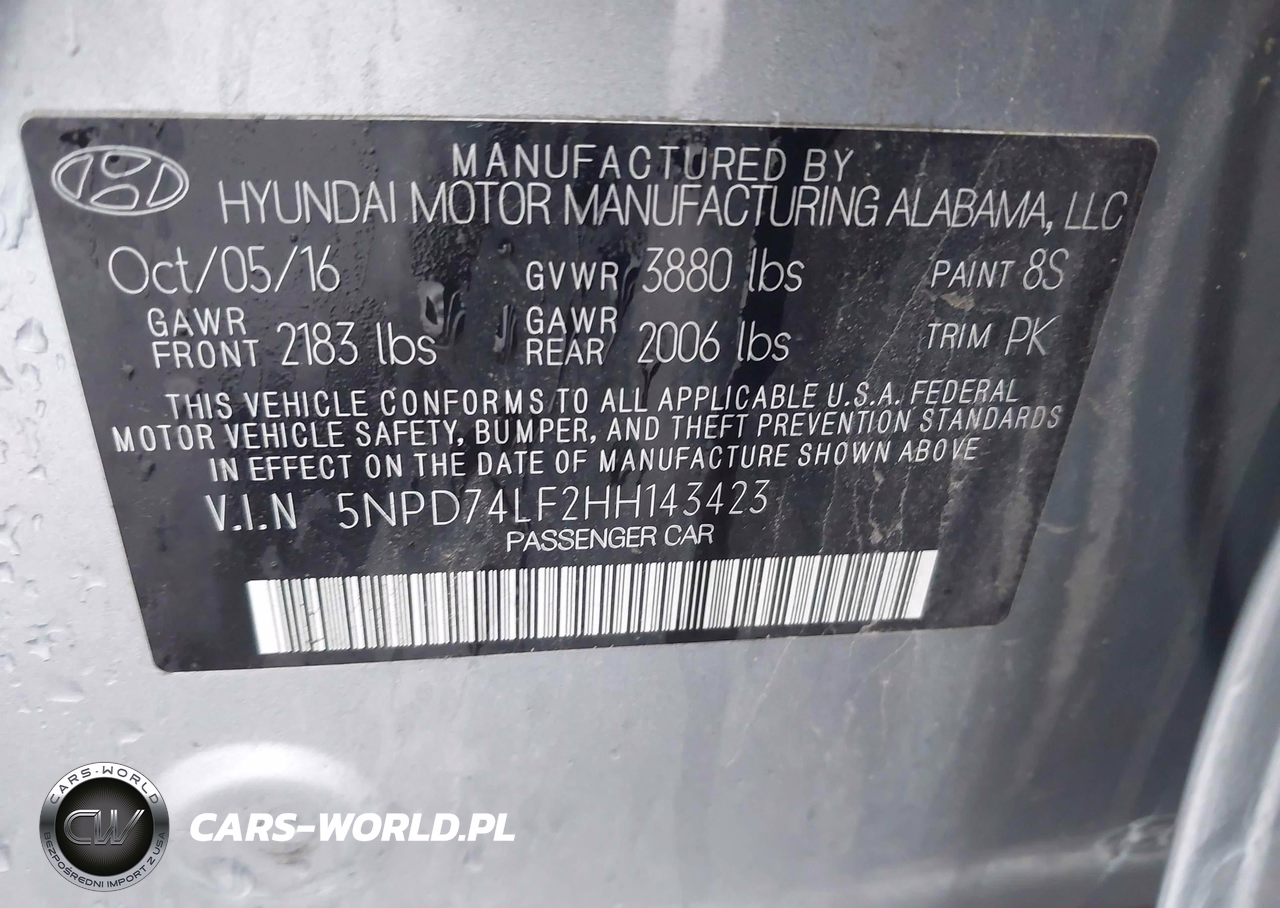 MANUFACTURED BY
HYUNDAI MOTOR MANUFACTURING ALABAMA, LLC
Oct/05/16 GVWR 3880 lbs PAINT 8S
GAWR FRONT 2183 lbs GAWR REAR 2006 lbs TRIM PK
THIS VEHICLE CONFORMS TO ALL APPLICABLE U.S.A. FEDERAL
MOTOR VEHICLE SAFETY, BUMPER, AND THEFT PREVENTION STANDARDS
IN EFFECT ON THE DATE OF MANUFACTURE SHOWN ABOVE
V.I.N 5NPD74LF2HH143423
PASSENGER CAR
CARS-WORLD
CW
BEZPOŚREDNI IMPORT Z USA
CARS-WORLD.PL